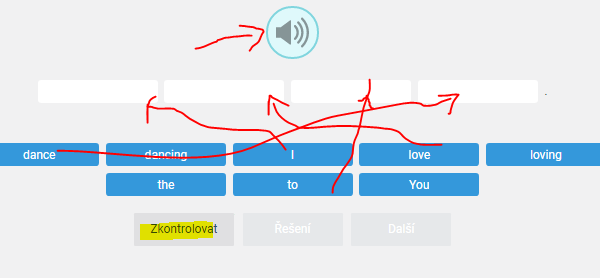 .
dance dancing I love loving
the to You
Zkontrolovat Řešení Další